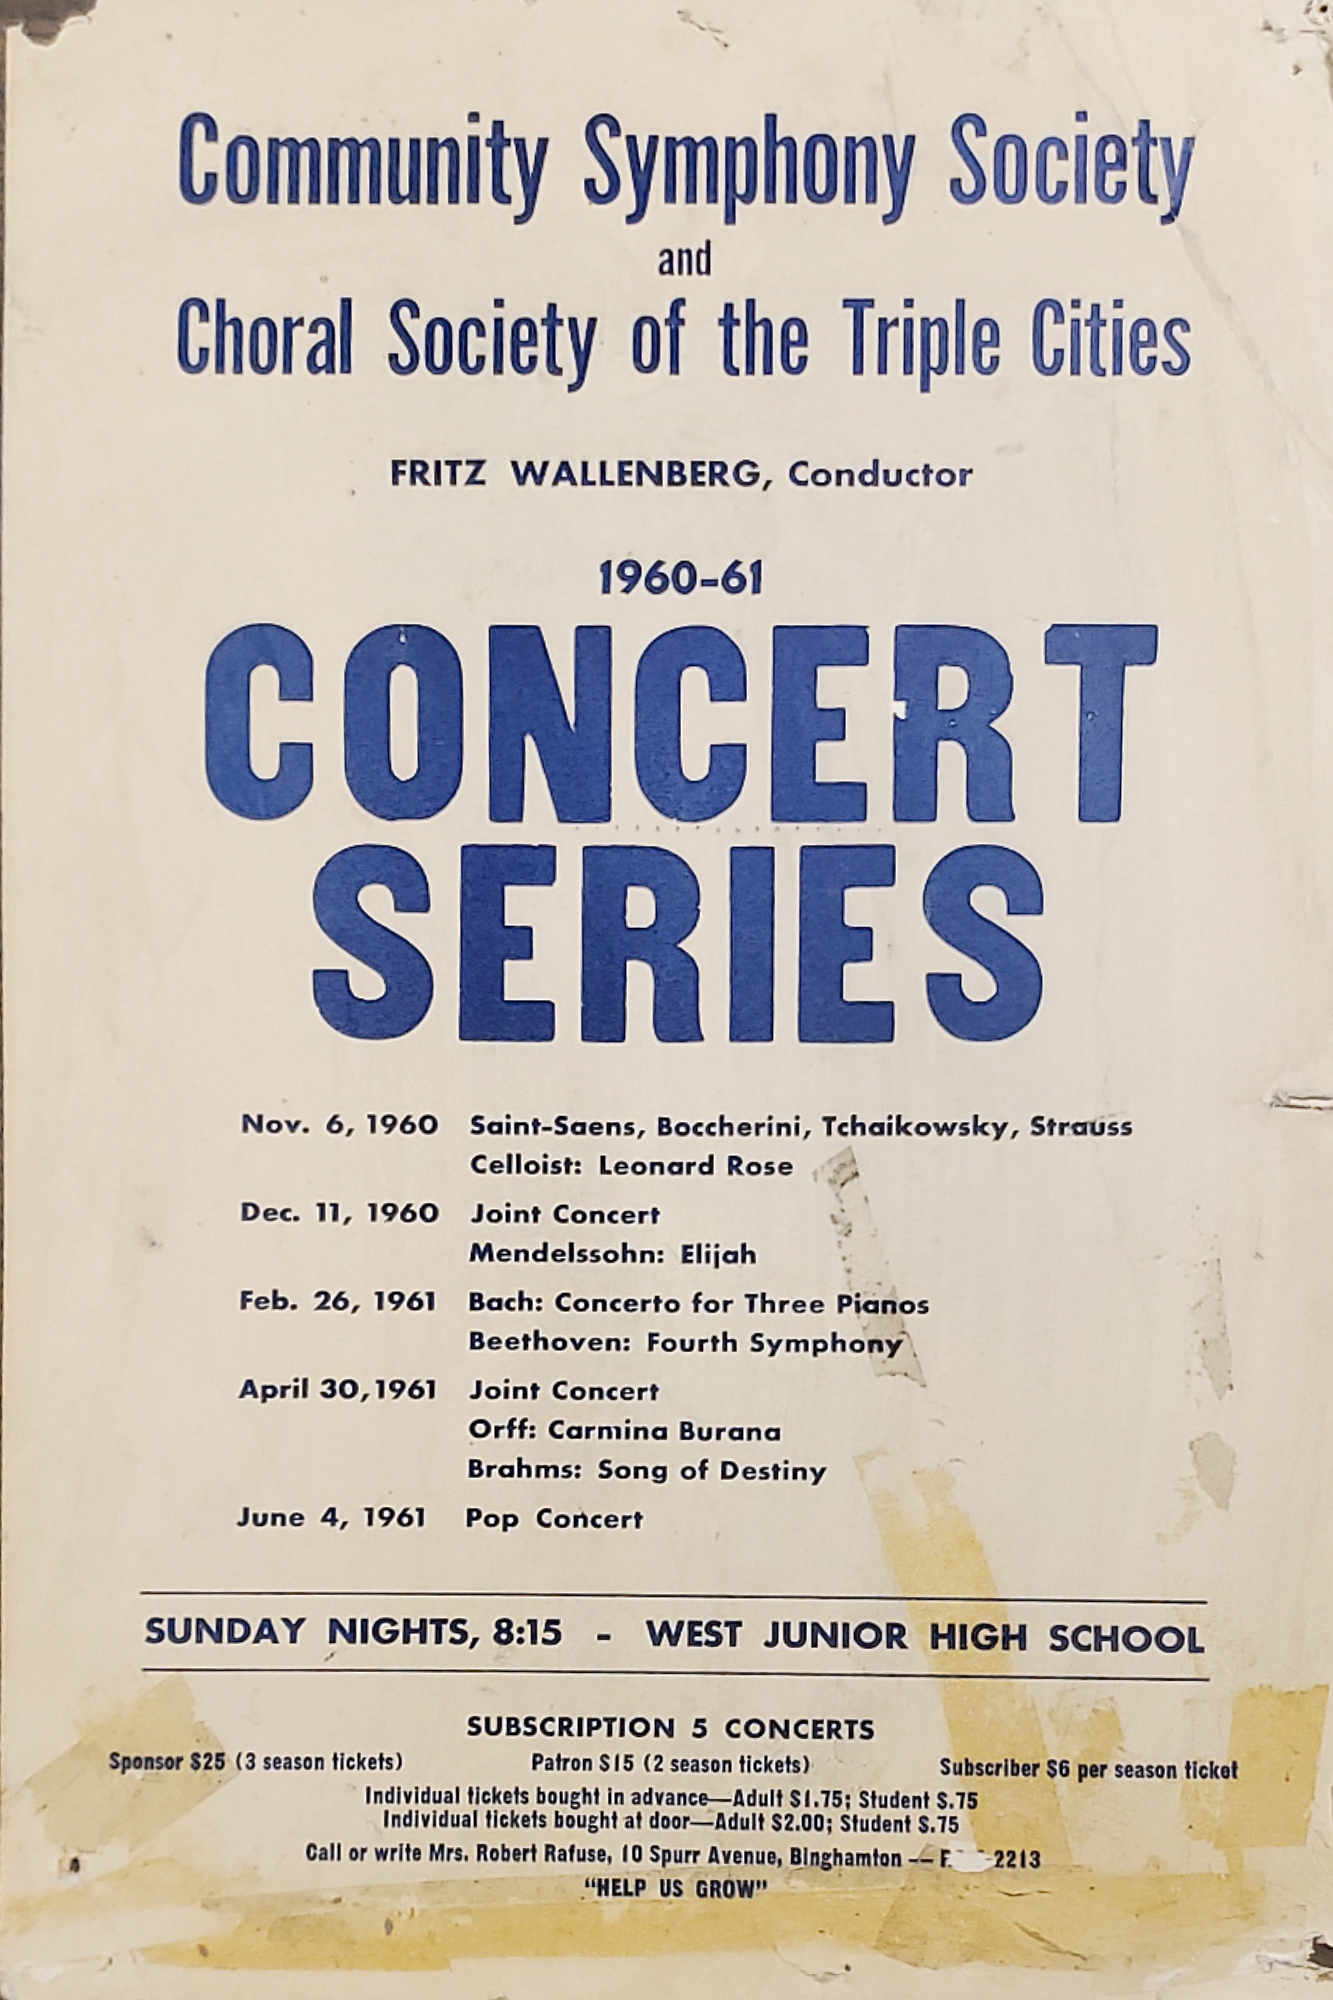 Community Symphony Society
and
Choral Society of the Triple Cities
FRITZ WALLENBERG, Conductor
1960-61
CONCERT
SERIES
Nov. 6, 1960 Saint-Saens, Boccherini, Tchaikowsky, Strauss
Celloist: Leonard Rose
Dec. 11, 1960 Joint Concert
Mendelssohn: Elijah
Feb. 26, 1961 Bach: Concerto for Three Pianos
Beethoven: Fourth Symphony
April 30, 1961 Joint Concert
Orff: Carmina Burana
Brahms: Song of Destiny
June 4, 1961 Pop Concert
SUNDAY NIGHTS, 8:15 - WEST JUNIOR HIGH SCHOOL
SUBSCRIPTION 5 CONCERTS
Sponsor $25 (3 season tickets) Patron $15 (2 season tickets) Subscriber $6 per season ticket
Individual tickets bought in advance—Adult $1.75; Student $.75
Individual tickets bought at door—Adult $2.00; Student $.75
Call or write Mrs. Robert Rafuse, 10 Spurr Avenue, Binghamton — 2213
"HELP US GROW"